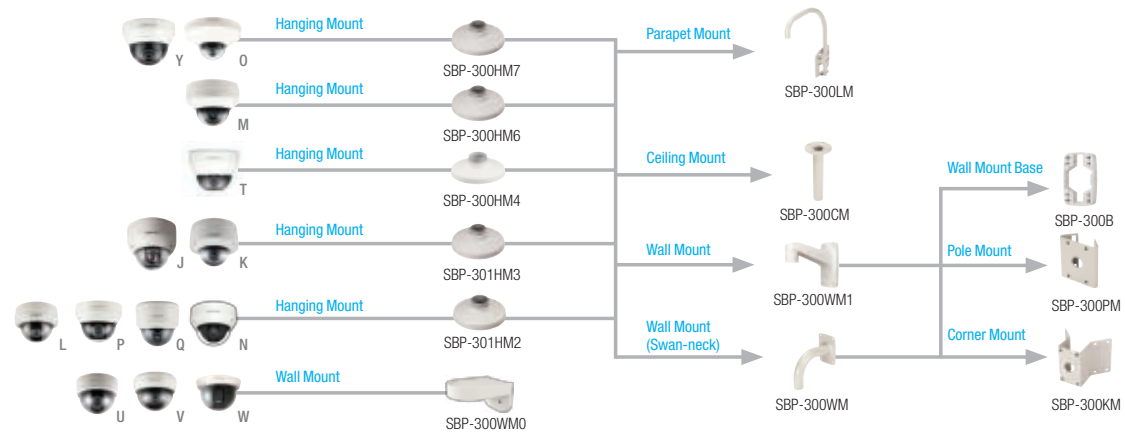 Hanging Mount
Y
O
SBP-300HM7
Parapet Mount
SBP-300LM
Hanging Mount
M
SBP-300HM6
Hanging Mount
T
SBP-300HM4
Ceiling Mount
SBP-300CM
Wall Mount Base
SBP-300B
Hanging Mount
J
K
SBP-301HM3
Wall Mount
SBP-300WM1
Pole Mount
SBP-300PM
Hanging Mount
L
P
Q
N
SBP-301HM2
Wall Mount
(Swan-neck)
SBP-300WM
Corner Mount
SBP-300KM
Wall Mount
U
V
W
SBP-300WM0